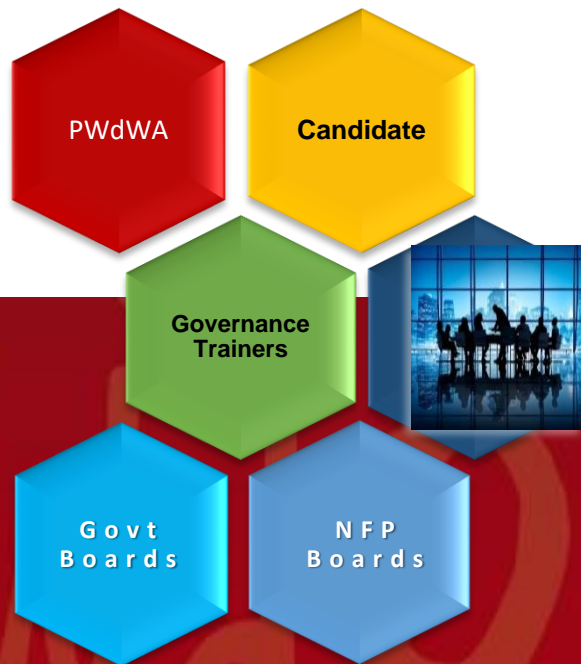 PWdWA
Candidate
Governance
Trainers
Govt
Boards
NFP
Boards